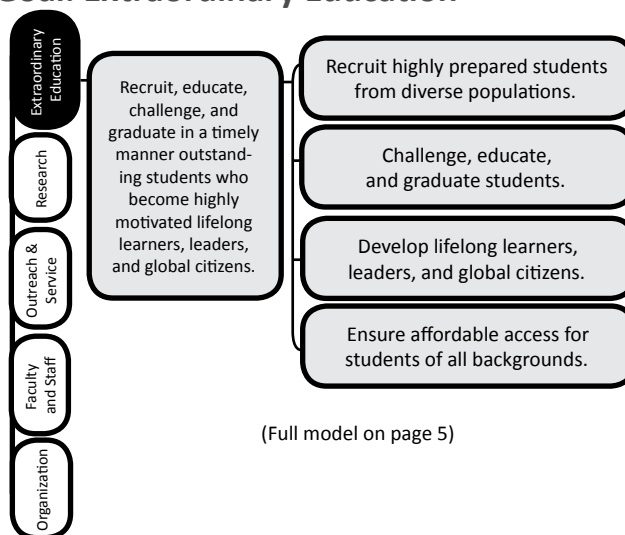 Goal: Extraordinary Education
Extraordinary
Education
Research
Outreach &
Service
Faculty
and Staff
Organization
Recruit, educate,
challenge, and
graduate in a timely
manner outstand-
ing students who
become highly
motivated lifelong
learners, leaders,
and global citizens.
Recruit highly prepared students
from diverse populations.
Challenge, educate,
and graduate students.
Develop lifelong learners,
leaders, and global citizens.
Ensure affordable access for
students of all backgrounds.
(Full model on page 5)